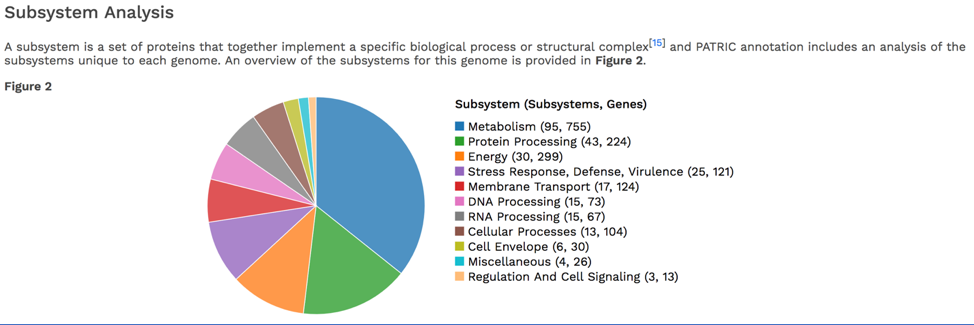 Subsystem Analysis
A subsystem is a set of proteins that together implement a specific biological process or structural complex[15] and PATRIC annotation includes an analysis of the
subsystems unique to each genome. An overview of the subsystems for this genome is provided in Figure 2.
Figure 2
Subsystem (Subsystems, Genes)
Metabolism (95, 755)
Protein Processing (43, 224)
Energy (30, 299)
Stress Response, Defense, Virulence (25, 121)
Membrane Transport (17, 124)
DNA Processing (15, 73)
RNA Processing (15, 67)
Cellular Processes (13, 104)
Cell Envelope (6, 30)
Miscellaneous (4, 26)
Regulation And Cell Signaling (3, 13)